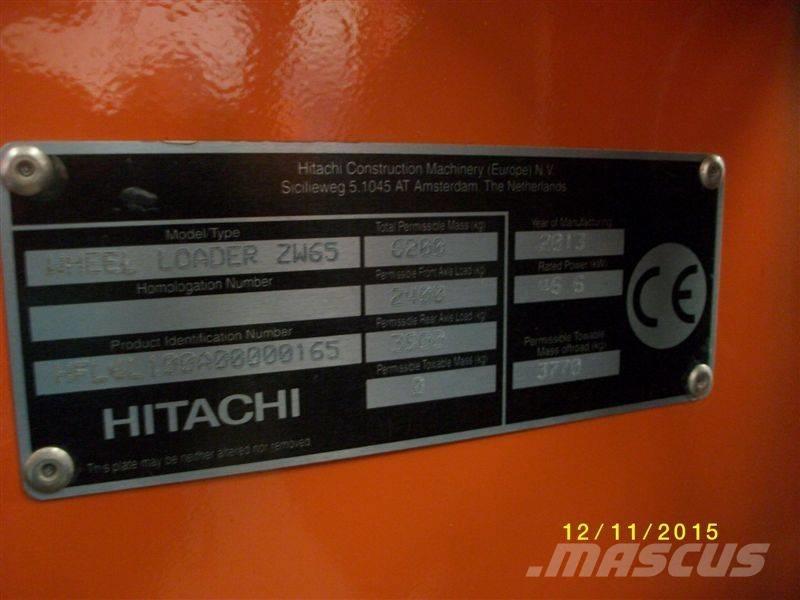 Hitachi Construction Machinery (Europe) N.V.
Sicilieweg 5.1045 AT Amsterdam. The Netherlands
Model/Type
WHEEL LOADER ZW65
Homologation Number
Product Identification Number
00000165
HITACHI
This plate may be neither altered nor removed
Total Permissible Mass (kg)
6200
Permissible Front Axle Load (kg)
2400
Permissible Rear Axle Load (kg)
Permissible Towable Mass (kg)
0
Year of Manufacturing
2013
Rated Power (kW)
Permissible Towable
Mass offroad (kg)
3770
CE
12/11/2015
MASCUS